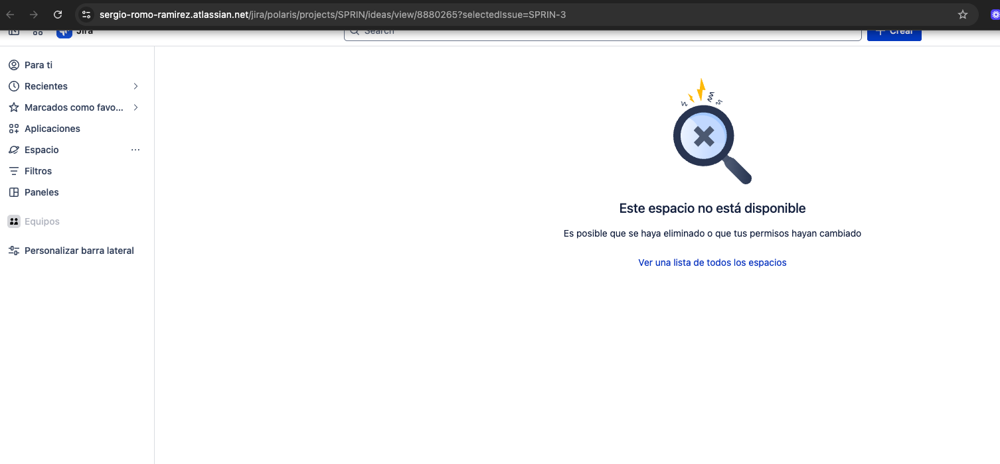 sergio-romo-ramirez.atlassian.net/jira/polaris/projects/SPRIN/ideas/view/8880265?selectedIssue=SPRIN-3
Jira
Search
Crear
Para ti
Recientes
Marcados como favo...
Aplicaciones
Espacio
Filtros
Paneles
Equipos
Personalizar barra lateral
Este espacio no está disponible
Es posible que se haya eliminado o que tus permisos hayan cambiado
Ver una lista de todos los espacios